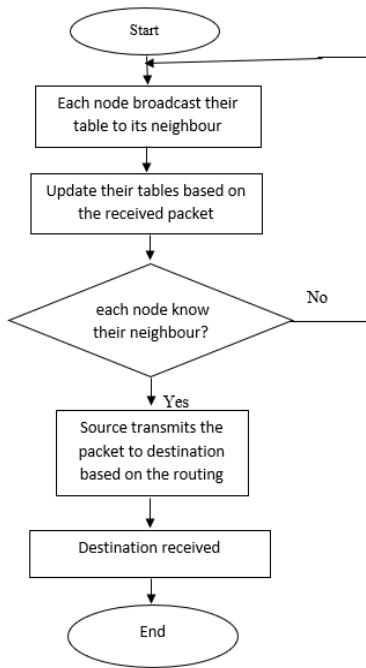 Start
Each node broadcast their
table to its neighbour
Update their tables based on
the received packet
each node know
their neighbour?
No
Yes
Source transmits the
packet to destination
based on the routing
Destination received
End